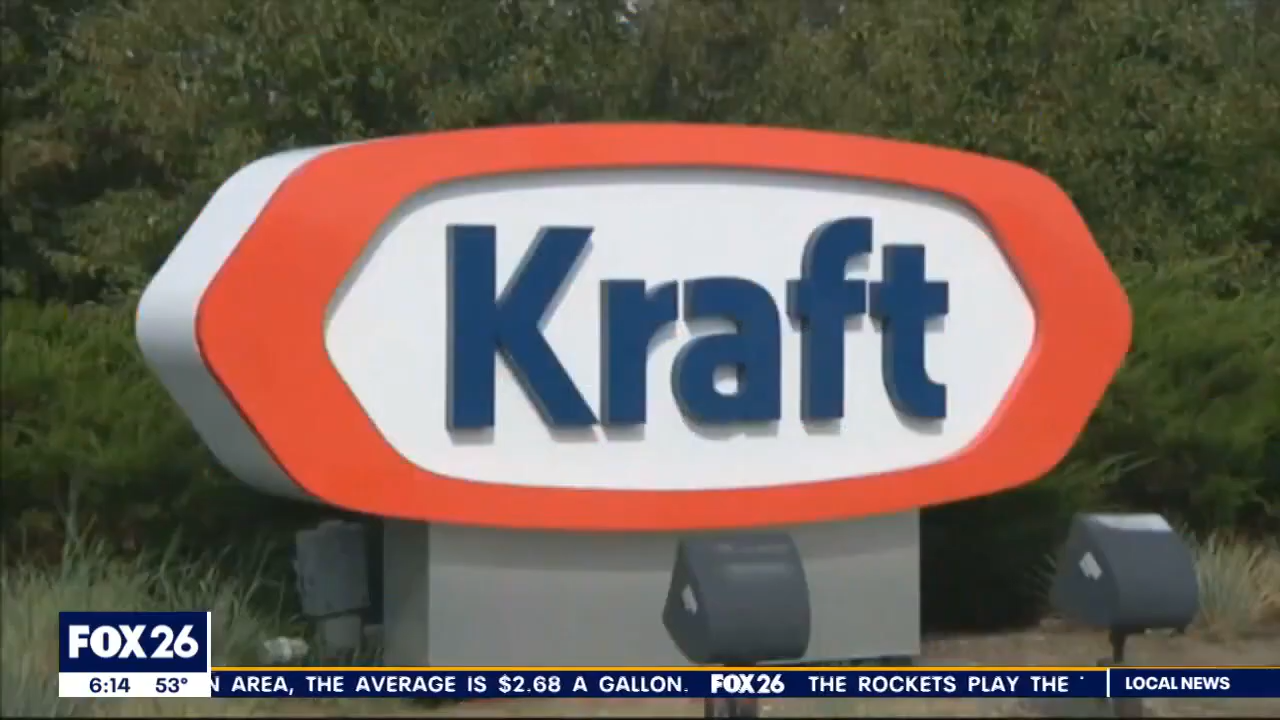 Kraft
FOX 26
6:14 53°
N AREA, THE AVERAGE IS $2.68 A GALLON. FOX 26 THE ROCKETS PLAY THE
LOCAL NEWS